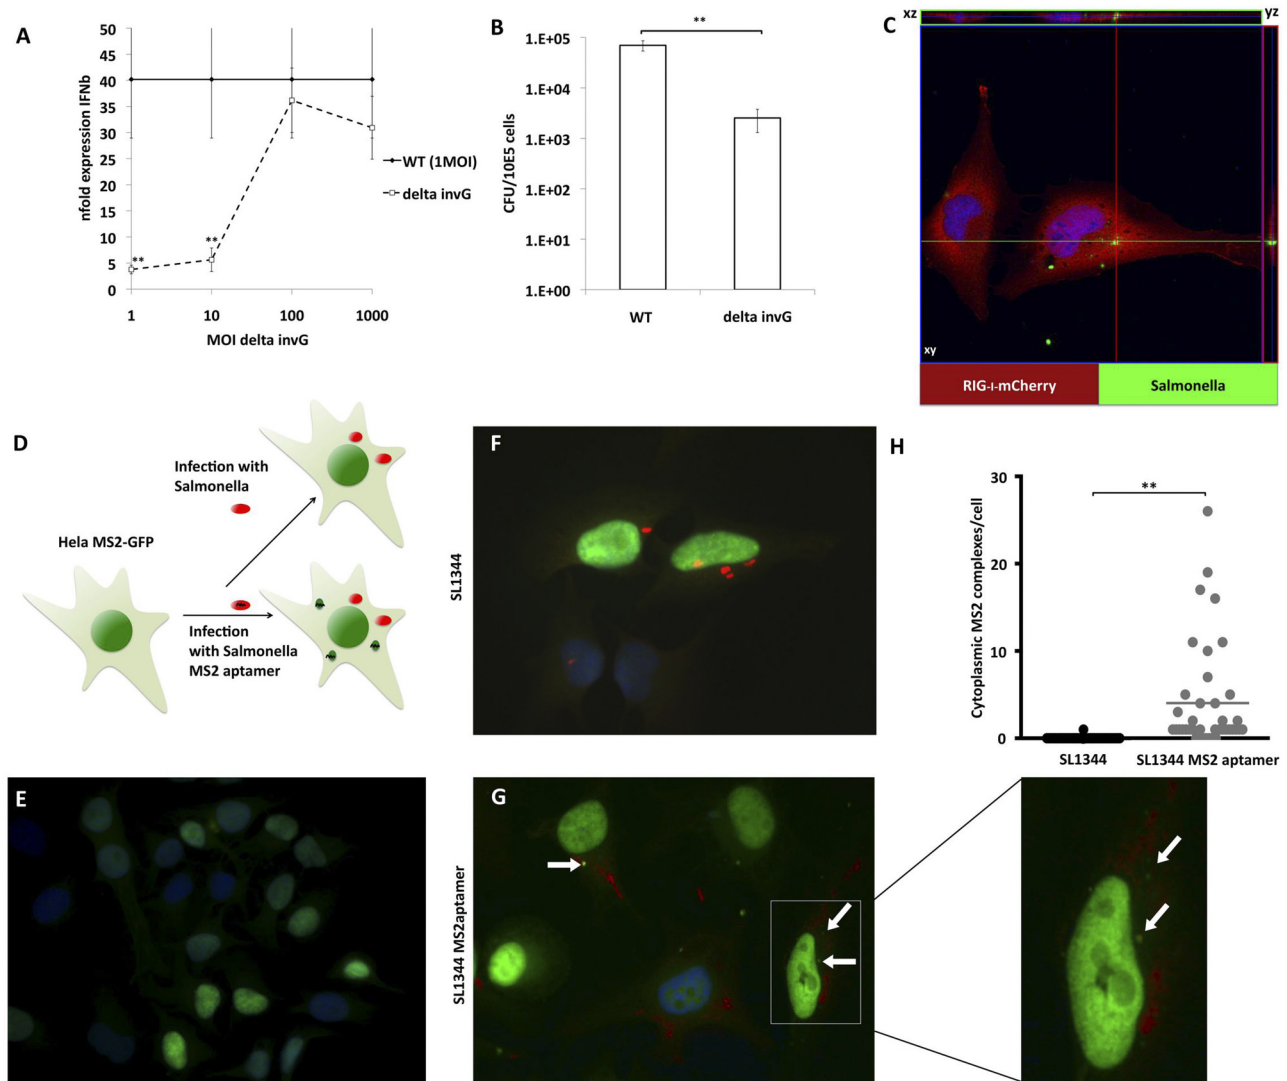 A
50
45
40
35
30
25
20
15
10
5
0
nfold expression IFNb
**
**
1
10
100
1000
MOI delta invG
WT (1MOI)
delta invG
B
**
1.E+05
1.E+04
1.E+03
1.E+02
1.E+01
1.E+00
CFU/10E5 cells
WT
delta invG
C
xz
yz
xy
RIG-I-mCherry
Salmonella
D
Infection with
Salmonella
Hela MS2-GFP
Infection
with Salmonella
MS2 aptamer
F
SL1344
H
**
30
20
10
0
Cytoplasmic MS2 complexes/cell
SL1344
SL1344 MS2 aptamer
E
G
SL1344 MS2aptamer